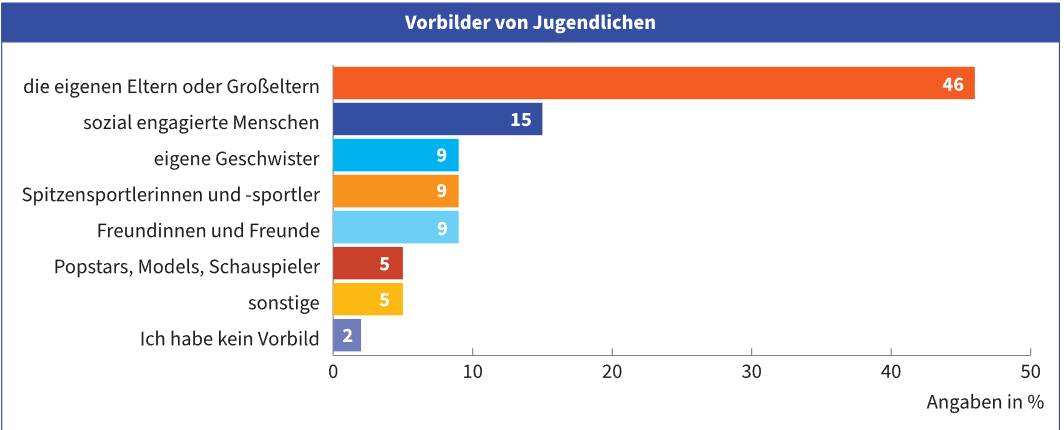 Vorbilder von Jugendlichen
die eigenen Eltern oder Großeltern 46
sozial engagierte Menschen 15
eigene Geschwister 9
Spitzensportlerinnen und -sportler 9
Freundinnen und Freunde 9
Popstars, Models, Schauspieler 5
sonstige 5
Ich habe kein Vorbild 2
0 10 20 30 40 50
Angaben in %